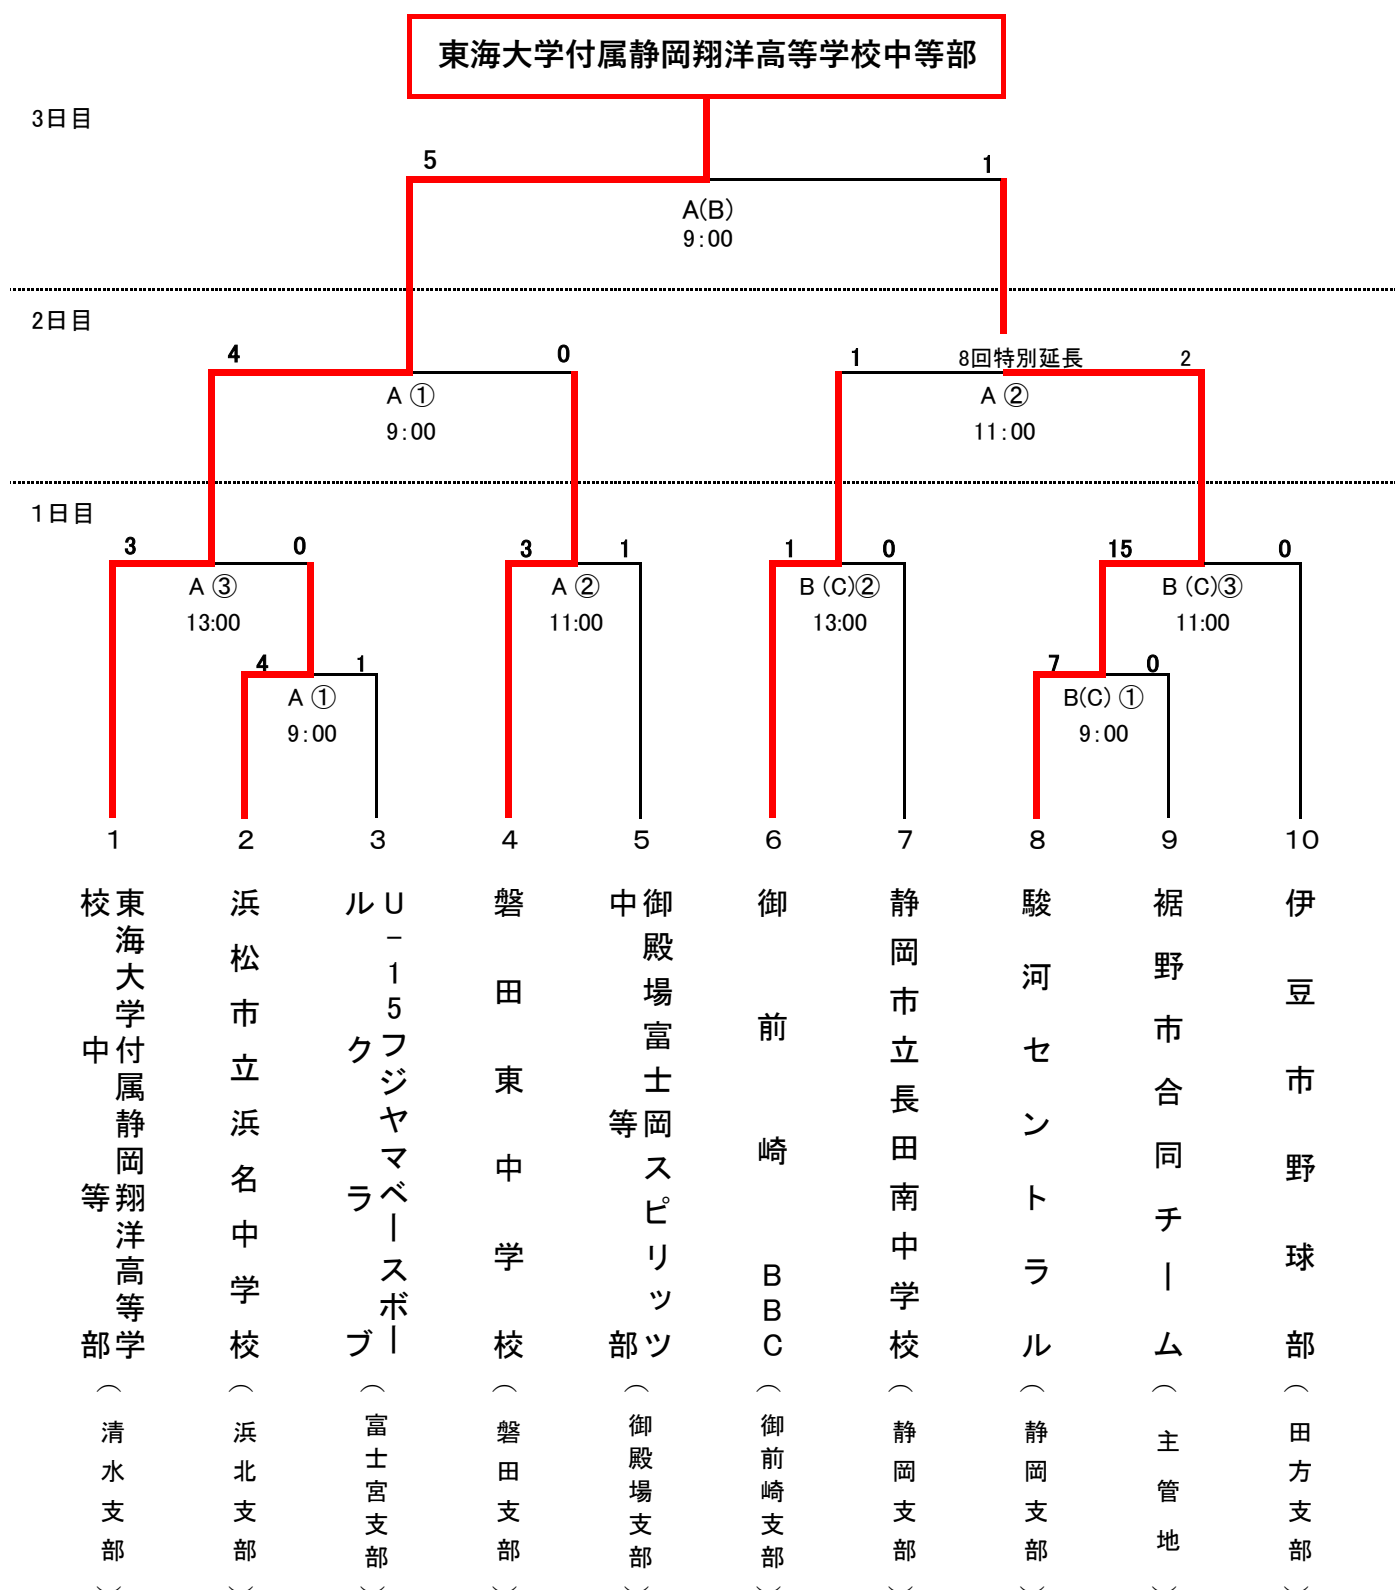 東海大学付属静岡翔洋高等学校中等部
3日目
5
1
A(B)
9:00
2日目
4
0
1
8回特別延長
2
A ①
9:00
A ②
11:00
1日目
3
0
3
1
1
0
15
0
A ③
13:00
A ②
11:00
B (C)②
13:00
B (C)③
11:00
4
1
7
0
A ①
9:00
B(C) ①
9:00
1
2
3
4
5
6
7
8
9
10
東海大学付属静岡翔洋高等学
校中等部
浜松市立浜名中学校
U-15フジヤマベースボー
ルクラブ
磐田東中学校
御殿場富士岡スピリッツ
中等部
御前崎BBC
静岡市立長田南中学校
駿河セントラル
裾野市合同チーム
伊豆市野球部
(清水支部)
(浜北支部)
(富士宮支部)
(磐田支部)
(御殿場支部)
(御前崎支部)
(静岡支部)
(静岡支部)
(主管地)
(田方支部)